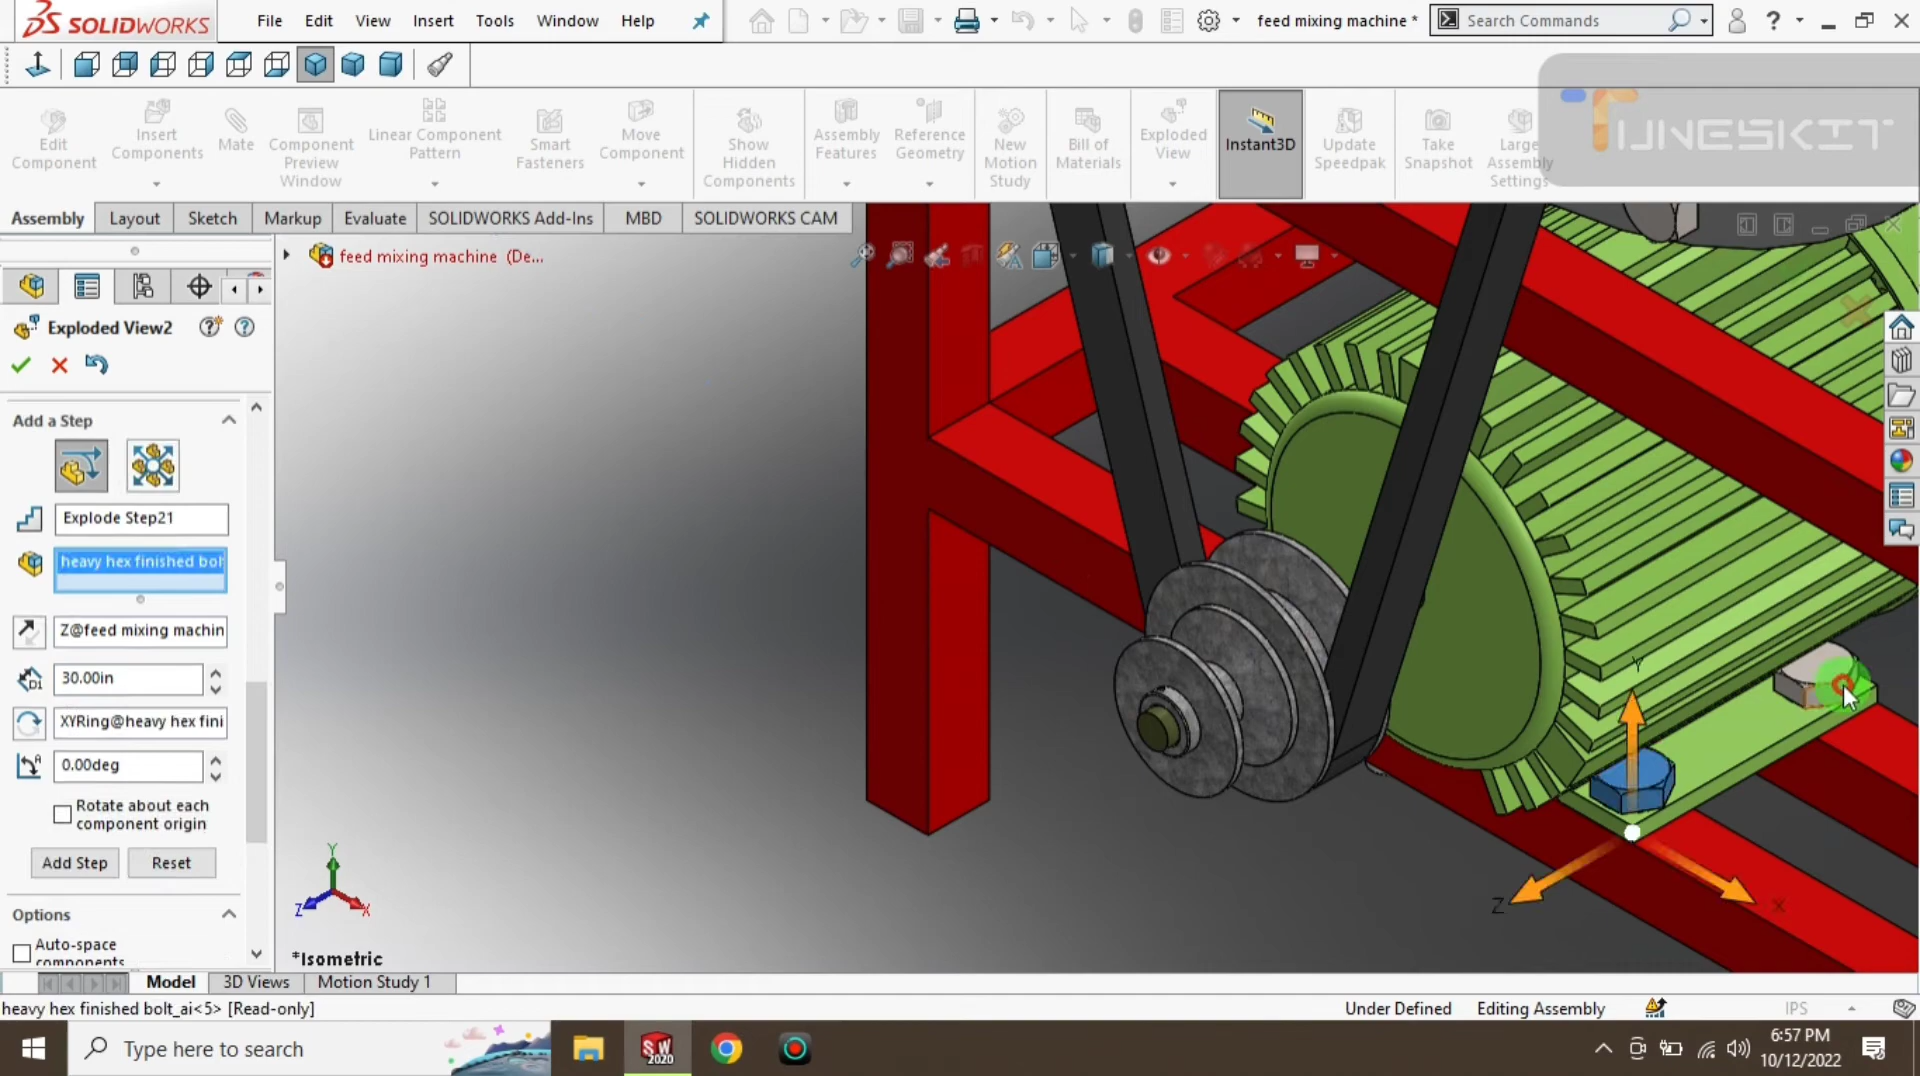 SOLIDWORKS File Edit View Insert Tools Window Help feed mixing machine * Search Commands
TUNESKIT
Edit Component
Insert Components
Mate
Component Preview Window
Linear Component Pattern
Smart Fasteners
Move Component
Show Hidden Components
Assembly Features
Reference Geometry
New Motion Study
Bill of Materials
Exploded View
Instant3D
Update Speedpak
Take Snapshot
Large Assembly Settings
Assembly Layout Sketch Markup Evaluate SOLIDWORKS Add-Ins MBD SOLIDWORKS CAM
feed mixing machine (De...
Exploded View2
Add a Step
Explode Step21
heavy hex finished bol
Z@feed mixing machin
D1
30.00in
XYRing@heavy hex fini
0.00deg
Rotate about each
component origin
Add Step Reset
Options
Auto-space
components
Y
Z
X
Y
Z X
*Isometric
Model 3D Views Motion Study 1
heavy hex finished bolt_ai<5> [Read-only] Under Defined Editing Assembly IPS
Type here to search
SW
2020
6:57 PM
10/12/2022